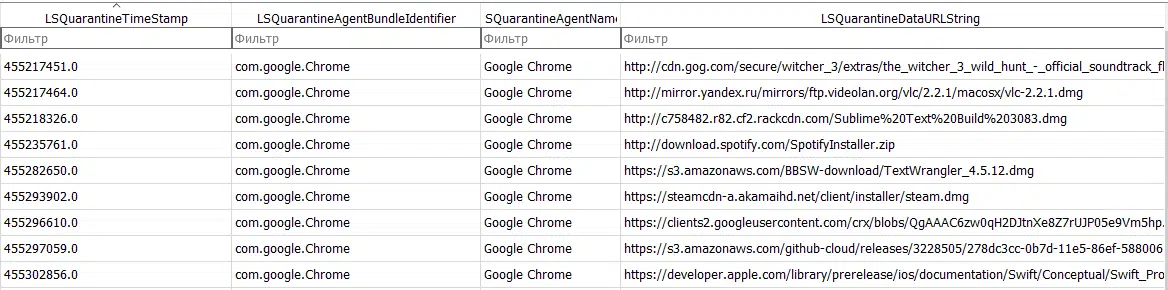 LSQuarantineTimeStamp LSQuarantineAgentBundleIdentifier SQuarantineAgentName LSQuarantineDataURLString
Фильтр Фильтр Фильтр Фильтр
455217451.0 com.google.Chrome Google Chrome http://cdn.gog.com/secure/witcher_3/extras/the_witcher_3_wild_hunt_-_official_soundtrack_fl
455217464.0 com.google.Chrome Google Chrome http://mirror.yandex.ru/mirrors/ftp.videolan.org/vlc/2.2.1/macosx/vlc-2.2.1.dmg
455218326.0 com.google.Chrome Google Chrome http://c758482.r82.cf2.rackcdn.com/Sublime%20Text%20Build%203083.dmg
455235761.0 com.google.Chrome Google Chrome http://download.spotify.com/SpotifyInstaller.zip
455282650.0 com.google.Chrome Google Chrome https://s3.amazonaws.com/BBSW-download/TextWrangler_4.5.12.dmg
455293902.0 com.google.Chrome Google Chrome https://steamcdn-a.akamaihd.net/client/installer/steam.dmg
455296610.0 com.google.Chrome Google Chrome https://clients2.googleusercontent.com/crx/blobs/QgAAAC6zw0qH2DJtnXe8Z7rUJP05e9Vm5hp.
455297059.0 com.google.Chrome Google Chrome https://s3.amazonaws.com/github-cloud/releases/3228505/278dc3cc-0b7d-11e5-86ef-588006
455302856.0 com.google.Chrome Google Chrome https://developer.apple.com/library/prerelease/ios/documentation/Swift/Conceptual/Swift_Pro